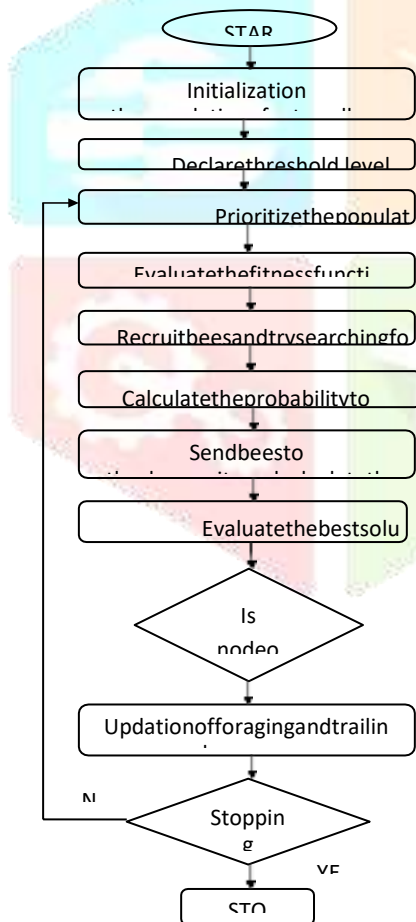 STAR
Initialization
Declarethreshold level
Prioritizethepopulat
Evaluatethefitnessfuncti
Recruitbeesandtrysearchingfo
Calculatetheprobabilityto
Sendbeesto
Evaluatethebestsolu
Is
nodeo
Updationofforagingandtrailin
N
Stoppin
g
YE
STO